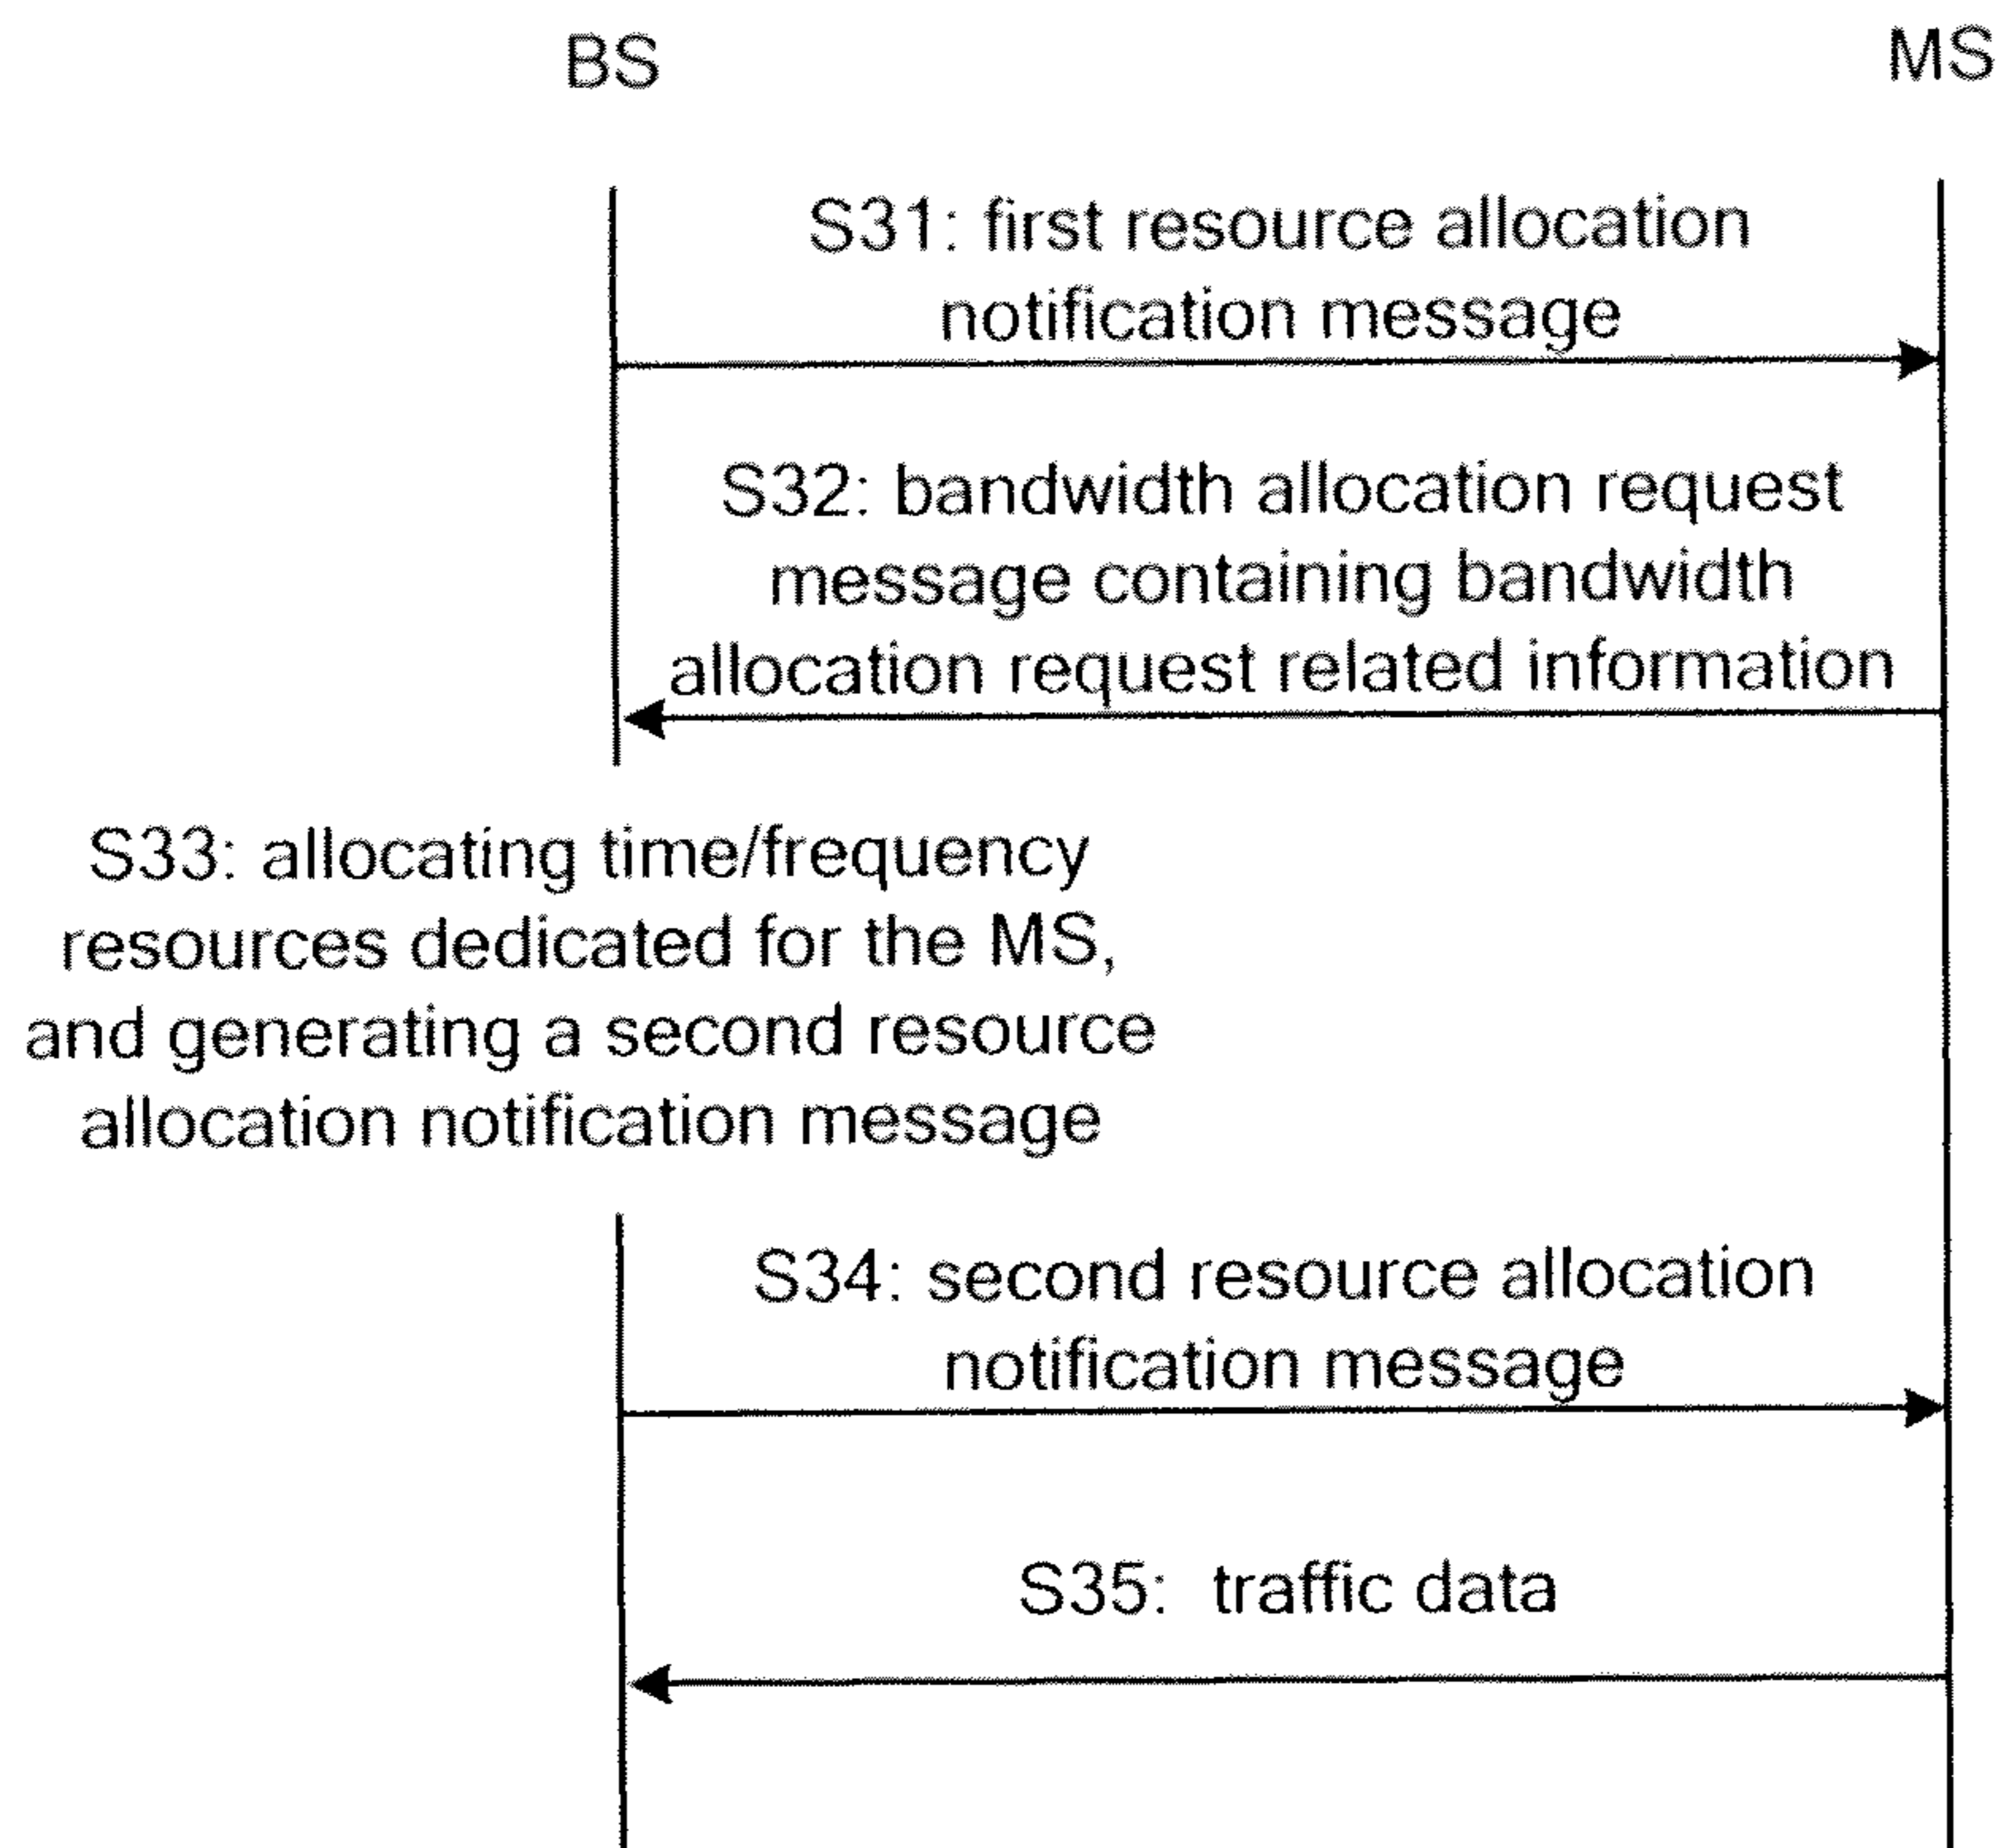 BS
MS
S31: first resource allocation
notification message
S32: bandwidth allocation request
message containing bandwidth
allocation request related information
S33: allocating time/frequency
resources dedicated for the MS,
and generating a second resource
allocation notification message
S34: second resource allocation
notification message
S35: traffic data